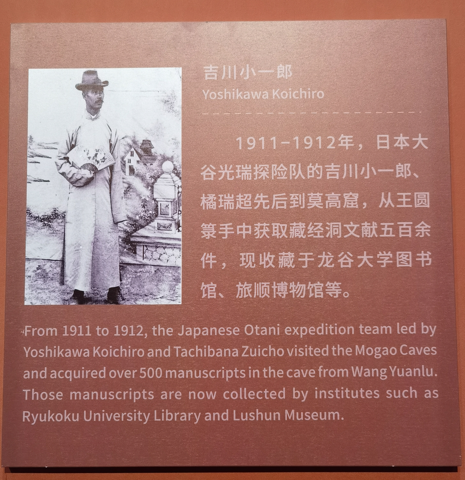 吉川小一郎
Yoshikawa Koichiro
1911-1912年，日本大
谷光瑞探险队的吉川小一郎、
橘瑞超先后到莫高窟，从王圆
箓手中获取藏经洞文献五百余
件，现收藏于龙谷大学图书
馆、旅顺博物馆等。
From 1911 to 1912, the Japanese Otani expedition team led by
Yoshikawa Koichiro and Tachibana Zuicho visited the Mogao Caves
and acquired over 500 manuscripts in the cave from Wang Yuanlu.
Those manuscripts are now collected by institutes such as
Ryukoku University Library and Lushun Museum.